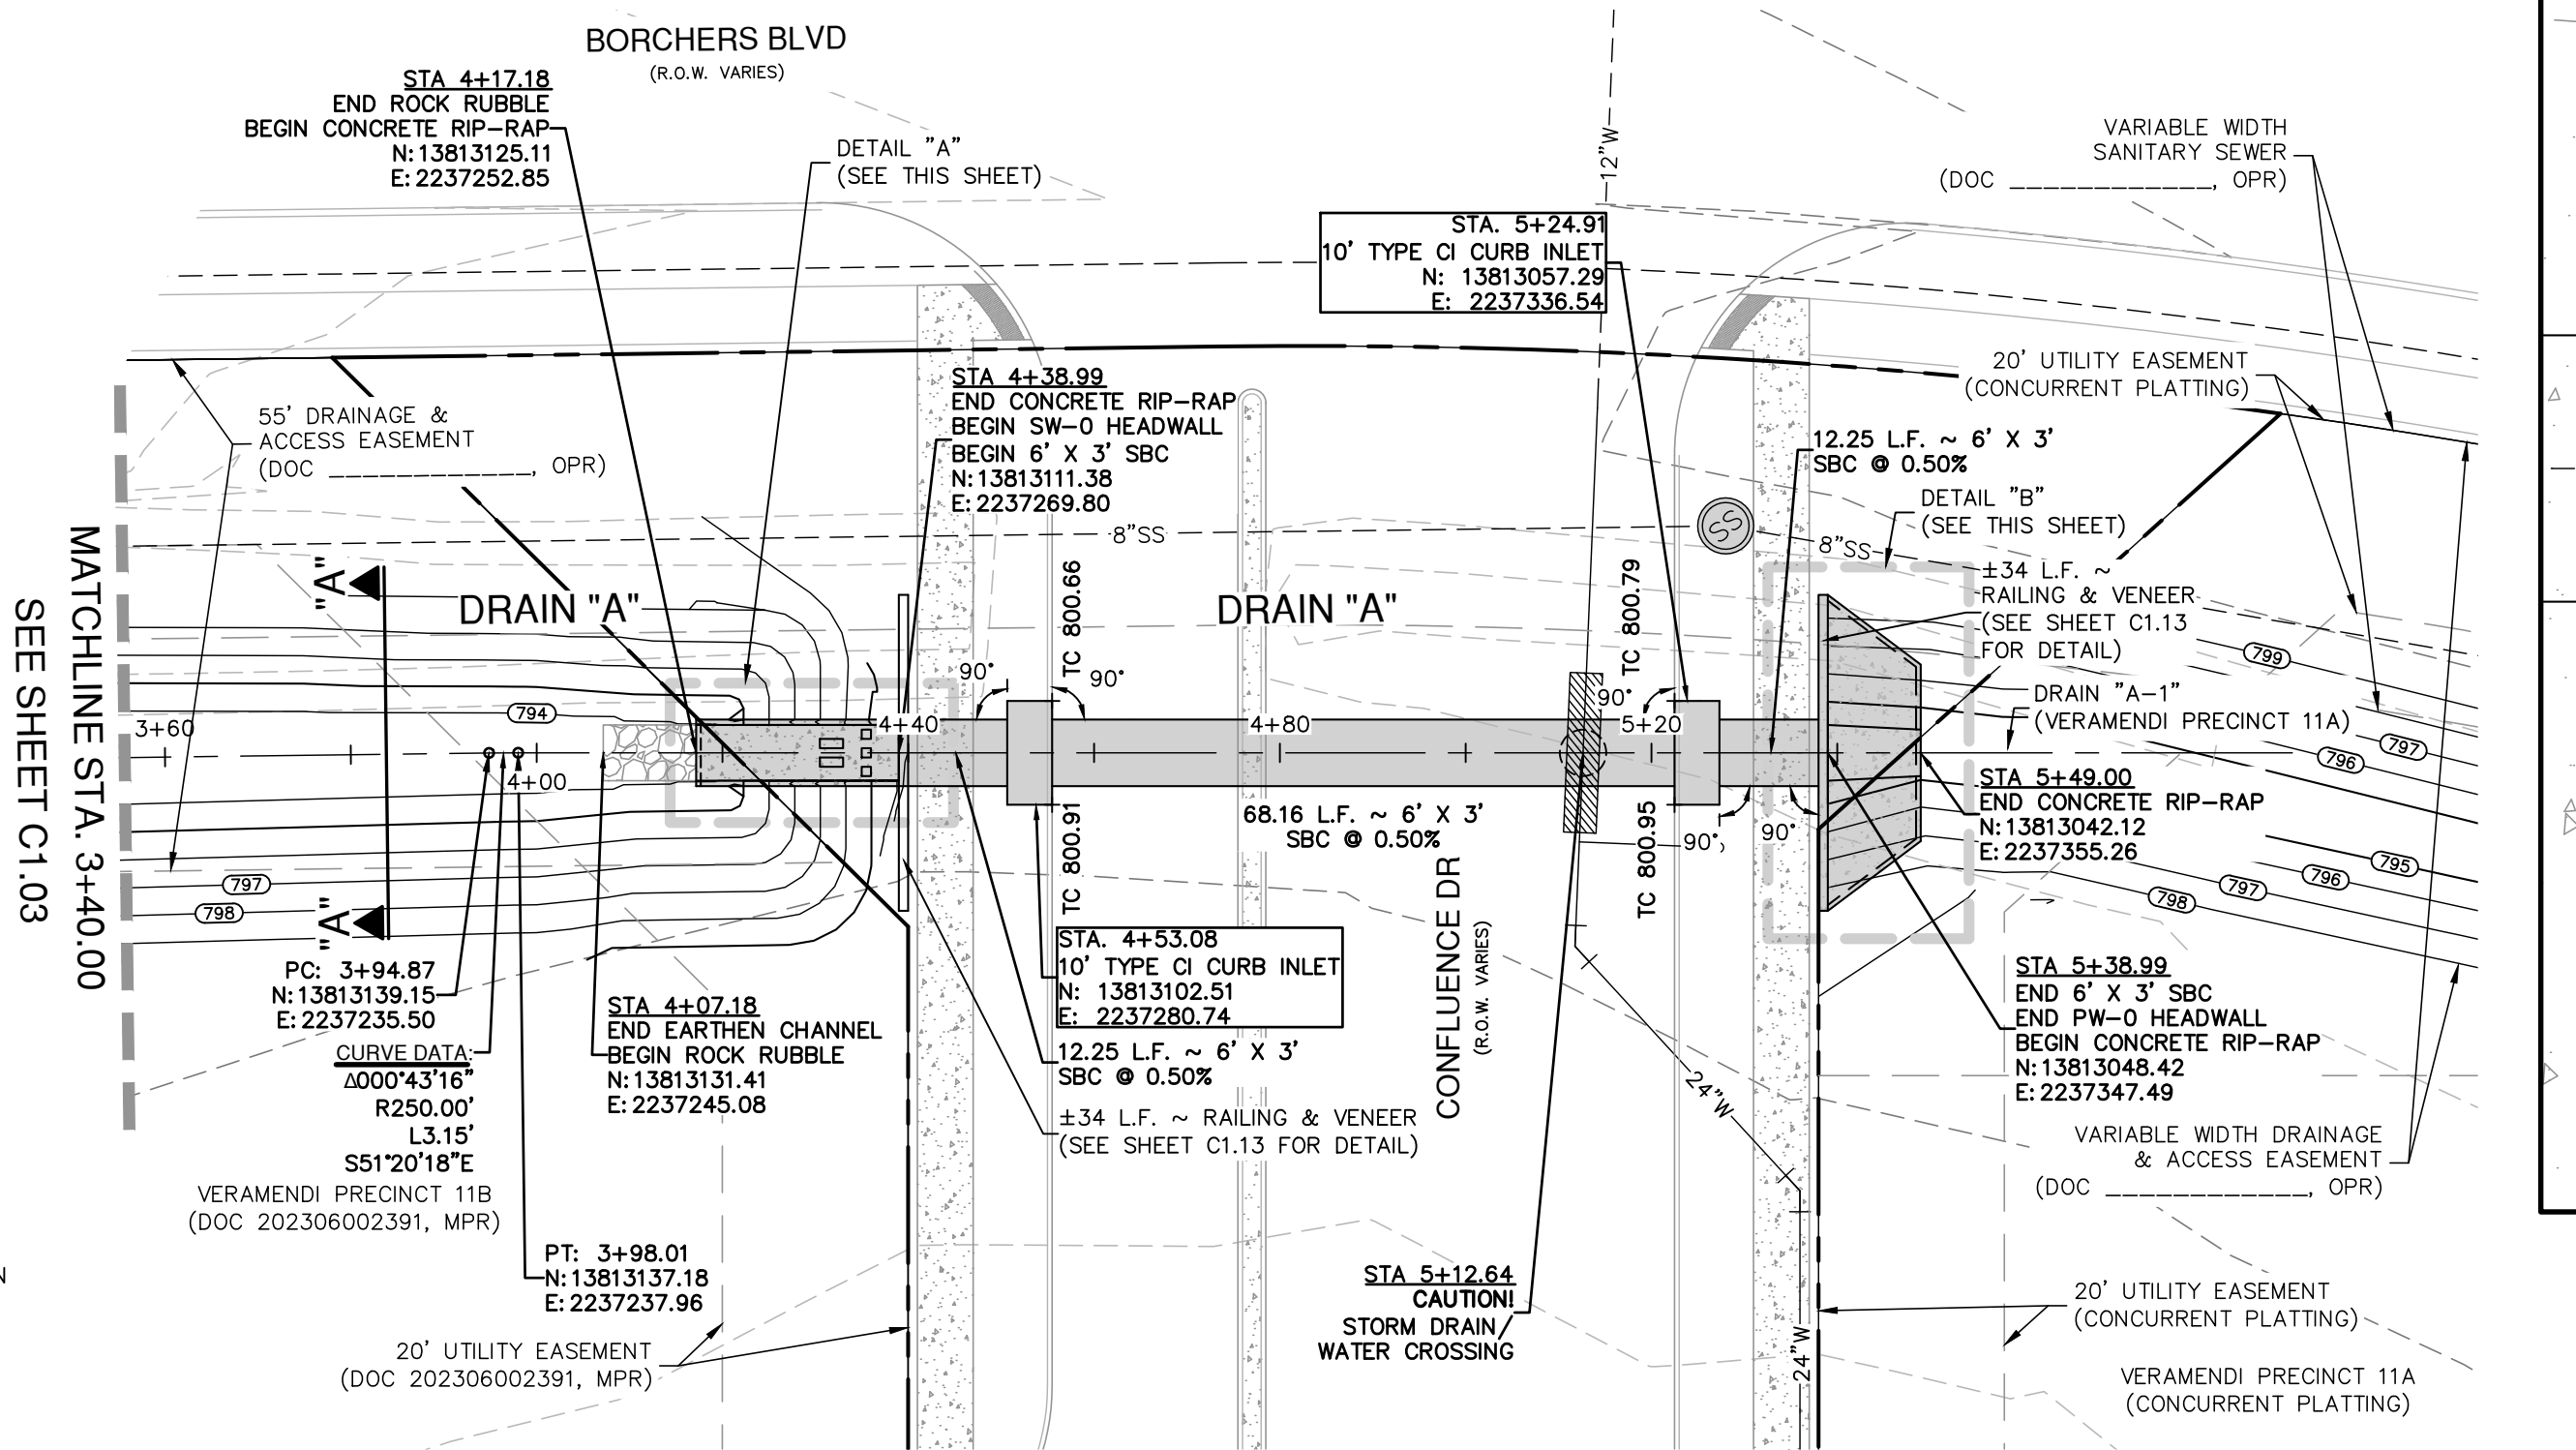 BORCHERS BLVD
(R.O.W. VARIES)
STA 4+17.18
END ROCK RUBBLE
BEGIN CONCRETE RIP-RAP
N:13813125.11
E:2237252.85
DETAIL "A"
(SEE THIS SHEET)
12"W
STA. 5+24.91
10' TYPE CI CURB INLET
N: 13813057.29
E: 2237336.54
VARIABLE WIDTH
SANITARY SEWER
(DOC ____________, OPR)
20' UTILITY EASEMENT
(CONCURRENT PLATTING)
55' DRAINAGE &
ACCESS EASEMENT
(DOC ____________, OPR)
STA 4+38.99
END CONCRETE RIP-RAP
BEGIN SW-0 HEADWALL
BEGIN 6' X 3' SBC
N:13813111.38
E:2237269.80
12.25 L.F. ~ 6' X 3'
SBC @ 0.50%
DETAIL "B"
(SEE THIS SHEET)
8"SS
SS
8"SS
±34 L.F. ~
RAILING & VENEER
(SEE SHEET C1.13
FOR DETAIL)
MATCHLINE STA. 3+40.00
SEE SHEET C1.03
"A"
DRAIN "A"
DRAIN "A"
TC 800.66
TC 800.79
90°
90°
90°
799
DRAIN "A-1"
(VERAMENDI PRECINCT 11A)
794
3+60
4+00
4+40
4+80
5+20
797
796
STA 5+49.00
END CONCRETE RIP-RAP
N:13813042.12
E:2237355.26
68.16 L.F. ~ 6' X 3'
SBC @ 0.50%
90°
90°
TC 800.91
TC 800.95
797
798
"A"
795
796
797
798
CONFLUENCE DR
(R.O.W. VARIES)
STA. 4+53.08
10' TYPE CI CURB INLET
N: 13813102.51
E: 2237280.74
PC: 3+94.87
N:13813139.15
E:2237235.50
CURVE DATA:
Δ000°43'16"
R250.00'
L3.15'
S51°20'18"E
STA 4+07.18
END EARTHEN CHANNEL
BEGIN ROCK RUBBLE
N:13813131.41
E:2237245.08
12.25 L.F. ~ 6' X 3'
SBC @ 0.50%
±34 L.F. ~ RAILING & VENEER
(SEE SHEET C1.13 FOR DETAIL)
STA 5+38.99
END 6' X 3' SBC
END PW-0 HEADWALL
BEGIN CONCRETE RIP-RAP
N:13813048.42
E:2237347.49
24"W
VARIABLE WIDTH DRAINAGE
& ACCESS EASEMENT
(DOC ____________, OPR)
VERAMENDI PRECINCT 11B
(DOC 202306002391, MPR)
PT: 3+98.01
N:13813137.18
E:2237237.96
STA 5+12.64
CAUTION!
STORM DRAIN/
WATER CROSSING
24"W
20' UTILITY EASEMENT
(CONCURRENT PLATTING)
20' UTILITY EASEMENT
(DOC 202306002391, MPR)
VERAMENDI PRECINCT 11A
(CONCURRENT PLATTING)
N